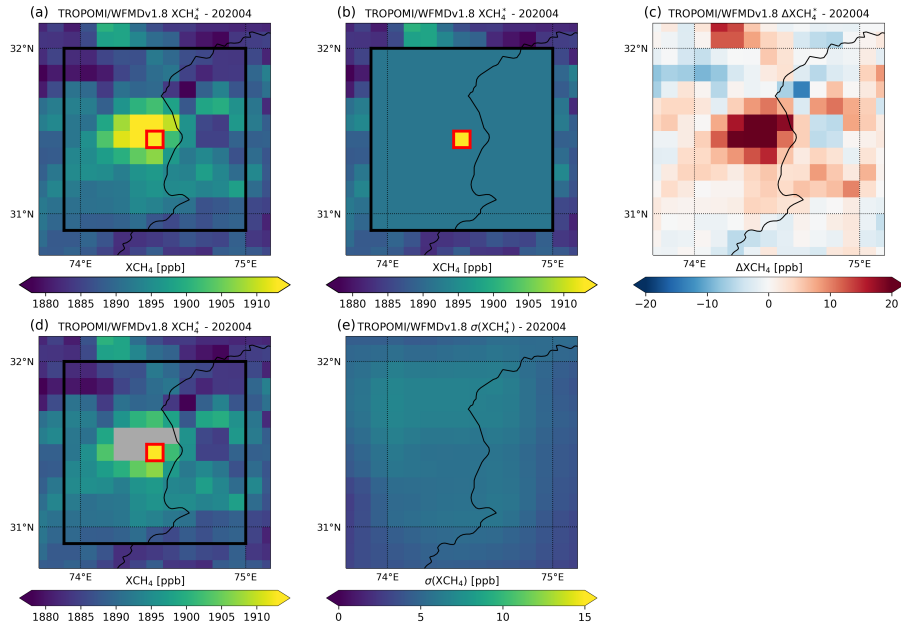 (a) TROPOMI/WFMDv1.8 XCH₄* - 202004
32°N
31°N
74°E 75°E
XCH₄ [ppb]
1880 1885 1890 1895 1900 1905 1910
(b) TROPOMI/WFMDv1.8 XCH₄* - 202004
32°N
31°N
74°E 75°E
XCH₄ [ppb]
1880 1885 1890 1895 1900 1905 1910
(c) TROPOMI/WFMDv1.8 ΔXCH₄* - 202004
32°N
31°N
74°E 75°E
ΔXCH₄ [ppb]
−20 −10 0 10 20
(d) TROPOMI/WFMDv1.8 XCH₄* - 202004
32°N
31°N
74°E 75°E
XCH₄ [ppb]
1880 1885 1890 1895 1900 1905 1910
(e) TROPOMI/WFMDv1.8 σ(XCH₄*) - 202004
32°N
31°N
74°E 75°E
σ(XCH₄) [ppb]
0 5 10 15